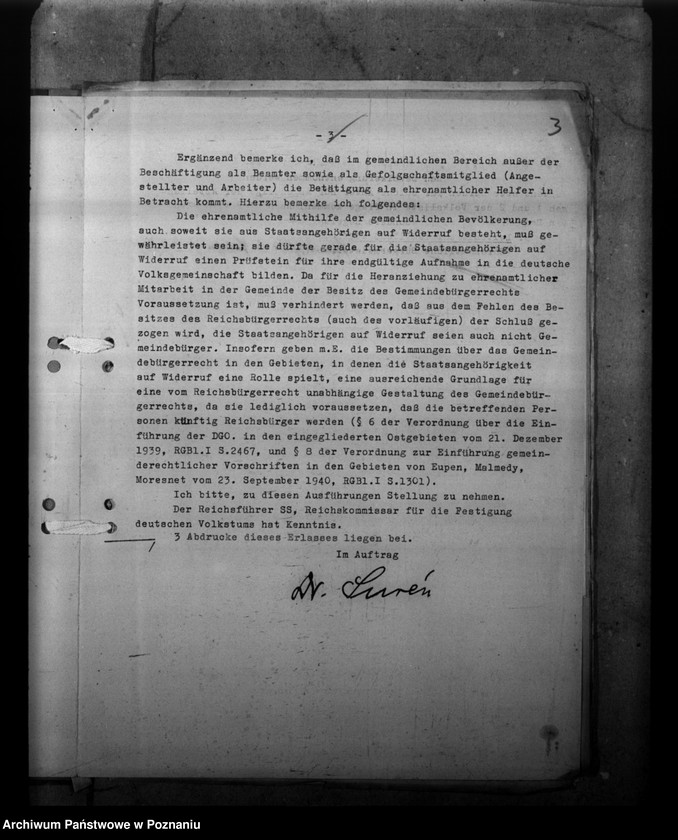 - 3 -
3
Ergänzend bemerke ich, daß im gemeindlichen Bereich außer der
Beschäftigung als Beamter sowie als Gefolgschaftsmitglied (Ange-
stellter und Arbeiter) die Betätigung als ehrenamtlicher Helfer in
Betracht kommt. Hierzu bemerke ich folgendes:
Die ehrenamtliche Mithilfe der gemeindlichen Bevölkerung,
auch soweit sie aus Staatsangehörigen auf Widerruf besteht, muß ge-
währleistet sein; sie dürfte gerade für die Staatsangehörigen auf
Widerruf einen Prüfstein für ihre endgültige Aufnahme in die deutsche
Volksgemeinschaft bilden. Da für die Heranziehung zu ehrenamtlicher
Mitarbeit in der Gemeinde der Besitz des Gemeindebürgerrechts
Voraussetzung ist, muß verhindert werden, daß aus dem Fehlen des Be-
sitzes des Reichsbürgerrechts (auch des vorläufigen) der Schluß ge-
zogen wird, die Staatsangehörigen auf Widerruf seien auch nicht Ge-
meindebürger. Insofern geben m.E. die Bestimmungen über das Gemein-
debürgerrecht in den Gebieten, in denen die Staatsangehörigkeit
auf Widerruf eine Rolle spielt, eine ausreichende Grundlage für
eine vom Reichsbürgerrecht unabhängige Gestaltung des Gemeindebür-
gerrechts, da sie lediglich voraussetzen, daß die betreffenden Per-
sonen künftig Reichsbürger werden (§ 6 der Verordnung über die Ein-
führung der DGO. in den eingegliederten Ostgebieten vom 21. Dezember
1939, RGBl.I S.2467, und § 8 der Verordnung zur Einführung gemein-
derechtlicher Vorschriften in den Gebieten von Eupen, Malmedy,
Moresnet vom 23. September 1940, RGBl.I S.1301).
Ich bitte, zu diesen Ausführungen Stellung zu nehmen.
Der Reichsführer SS, Reichskommissar für die Festigung
deutschen Volkstums hat Kenntnis.
3 Abdrucke dieses Erlasses liegen bei.
Im Auftrag
Dr. Surén
Archiwum Państwowe w Poznaniu